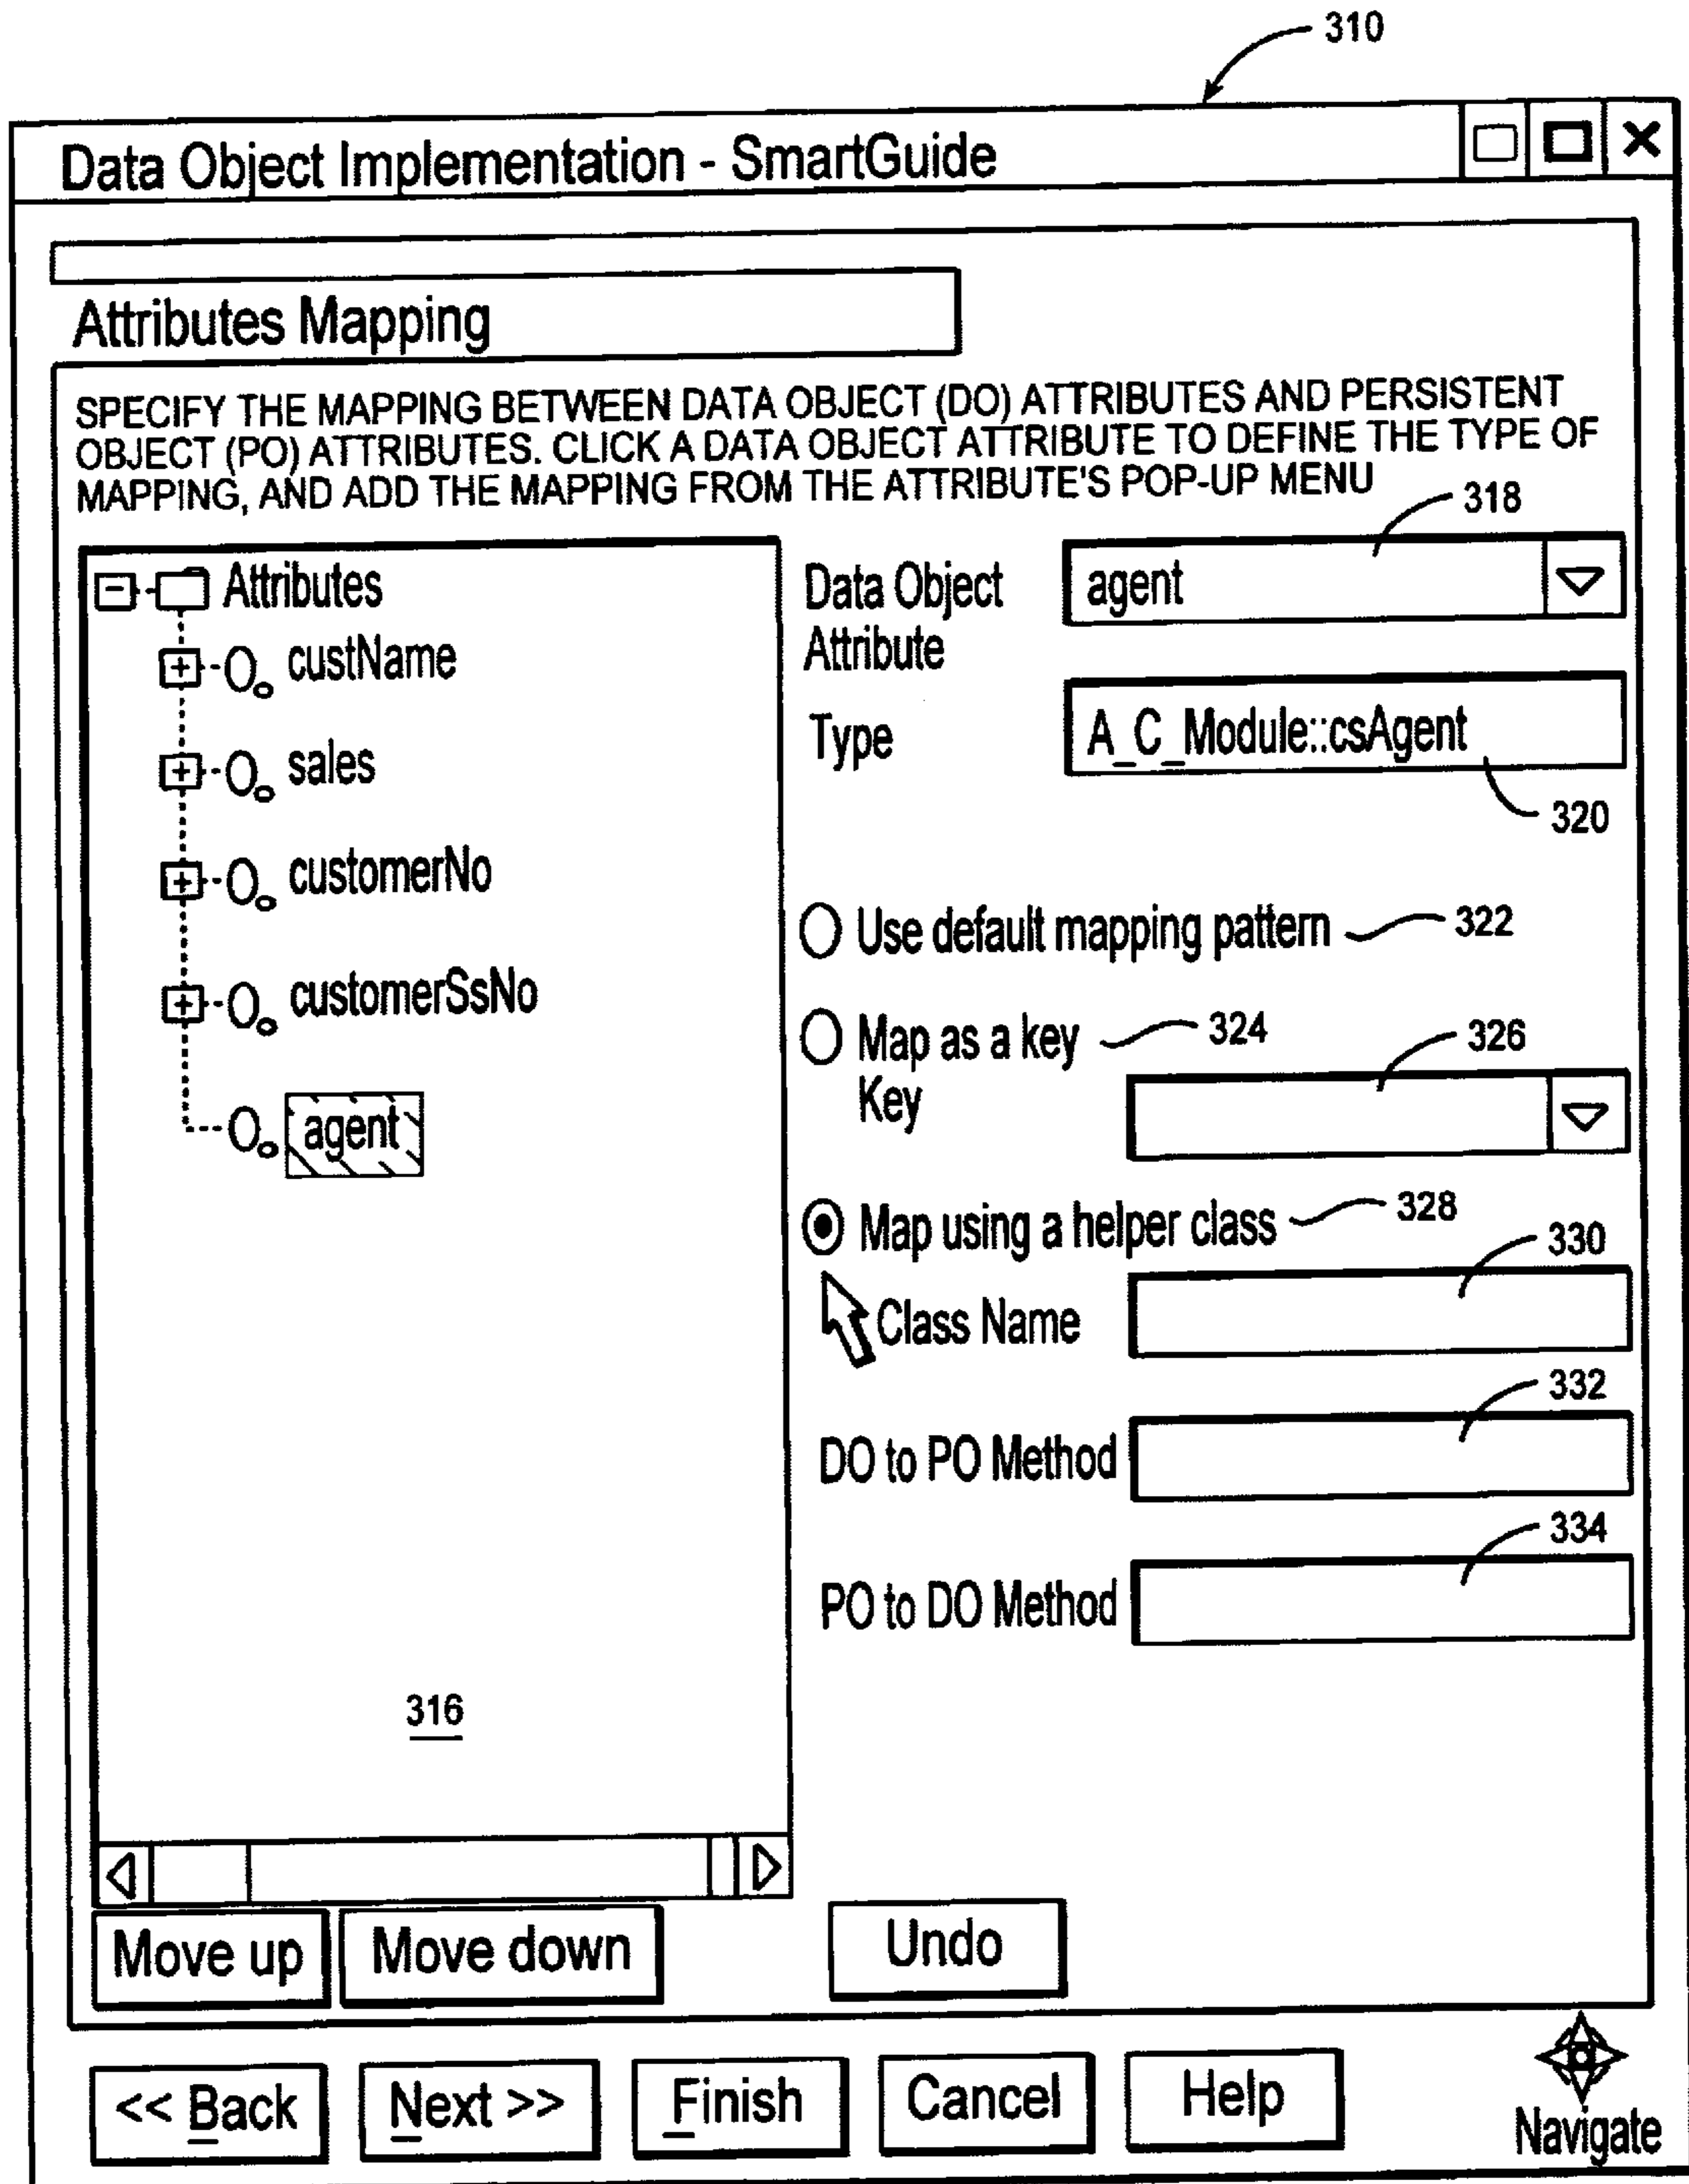 310
Data Object Implementation - SmartGuide
Attributes Mapping
SPECIFY THE MAPPING BETWEEN DATA OBJECT (DO) ATTRIBUTES AND PERSISTENT
OBJECT (PO) ATTRIBUTES. CLICK A DATA OBJECT ATTRIBUTE TO DEFINE THE TYPE OF
MAPPING, AND ADD THE MAPPING FROM THE ATTRIBUTE'S POP-UP MENU
318
Attributes
custName
sales
customerNo
customerSsNo
agent
316
Data Object
Attribute
agent
Type
A_C_Module::csAgent
320
Use default mapping pattern
322
Map as a key
324
326
Key
Map using a helper class
328
330
Class Name
332
DO to PO Method
334
PO to DO Method
Move up
Move down
Undo
<< Back
Next >>
Finish
Cancel
Help
Navigate